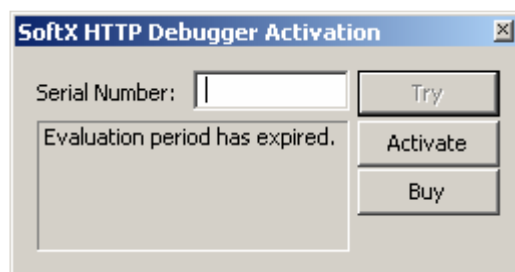 SoftX HTTP Debugger Activation
Serial Number:
Try
Evaluation period has expired.
Activate
Buy